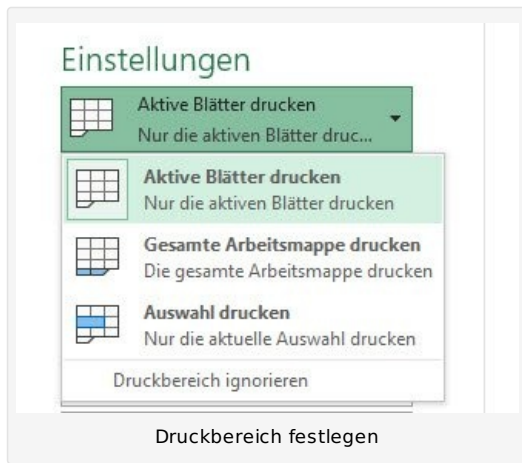 Einstellungen
Aktive Blätter drucken
Nur die aktiven Blätter druc...
Aktive Blätter drucken
Nur die aktiven Blätter drucken
Gesamte Arbeitsmappe drucken
Die gesamte Arbeitsmappe drucken
Auswahl drucken
Nur die aktuelle Auswahl drucken
Druckbereich ignorieren
Druckbereich festlegen